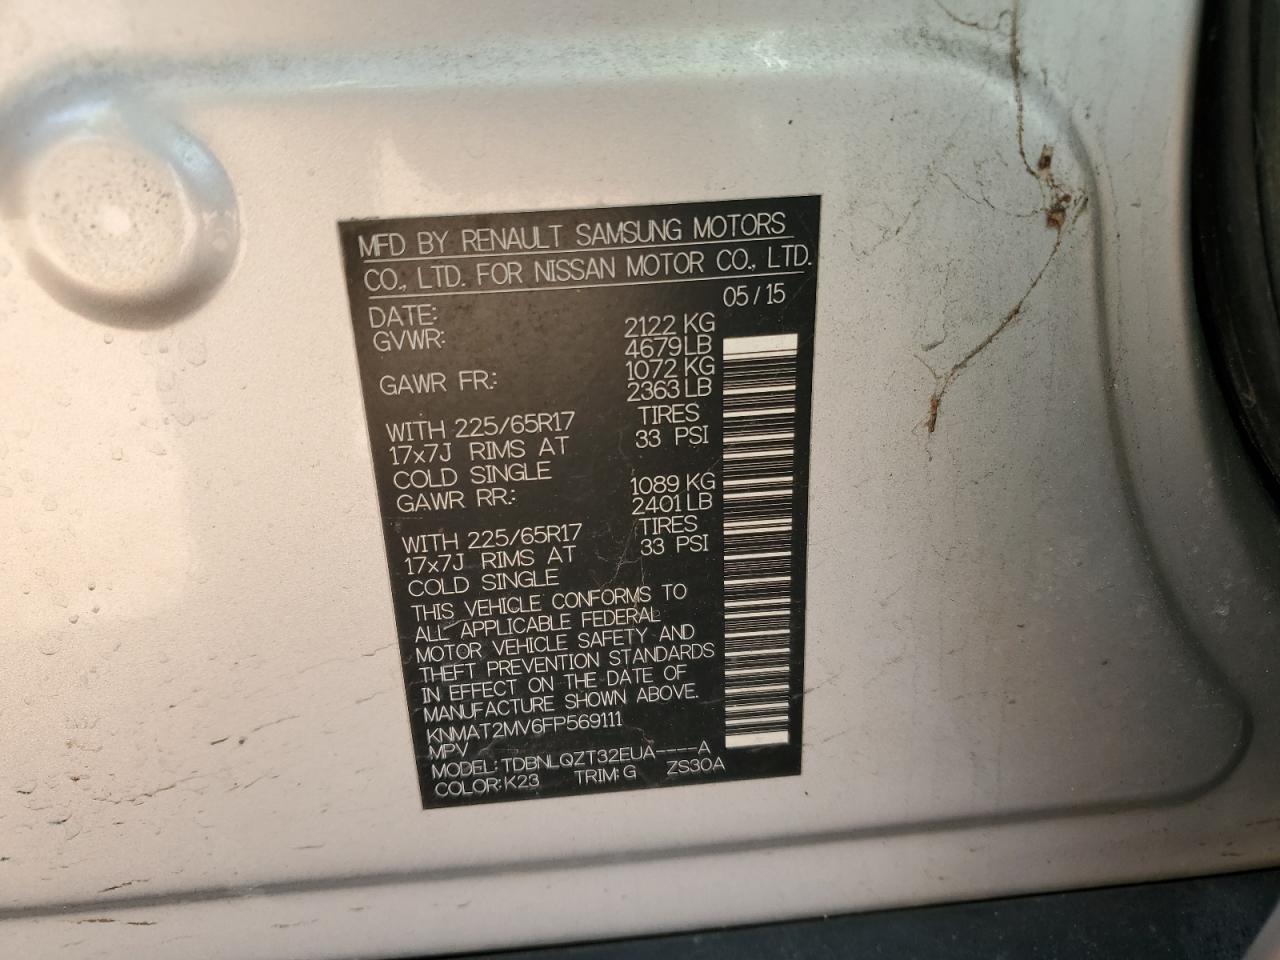 MFD BY RENAULT SAMSUNG MOTORS
CO., LTD. FOR NISSAN MOTOR CO., LTD.
DATE: 05/15
GVWR: 2122 KG
4679 LB
GAWR FR.: 1072 KG
2363 LB
WITH 225/65R17 TIRES
17x7J RIMS AT 33 PSI
COLD SINGLE
GAWR RR.: 1089 KG
2401 LB
WITH 225/65R17 TIRES
17x7J RIMS AT 33 PSI
COLD SINGLE
THIS VEHICLE CONFORMS TO
ALL APPLICABLE FEDERAL
MOTOR VEHICLE SAFETY AND
THEFT PREVENTION STANDARDS
IN EFFECT ON THE DATE OF
MANUFACTURE SHOWN ABOVE.
KNMAT2MV6FP569111
MPV
MODEL: TDBNLQZT32EUA----A
COLOR: K23 TRIM: G ZS30A